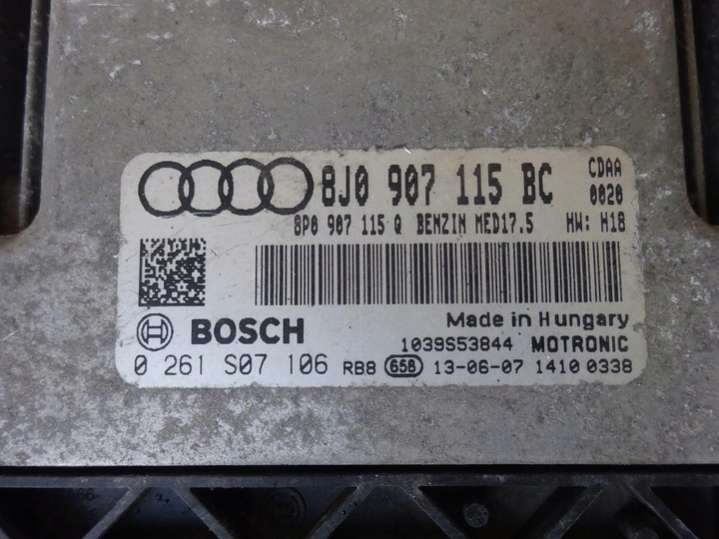 8J0 907 115 BC CDAA
0020
8P0 907 115 Q BENZIN MED17.5 HW: H18
BOSCH Made in Hungary
1039S53844 MOTRONIC
0 261 S07 106 RB8 658 13-06-07 1410 0338